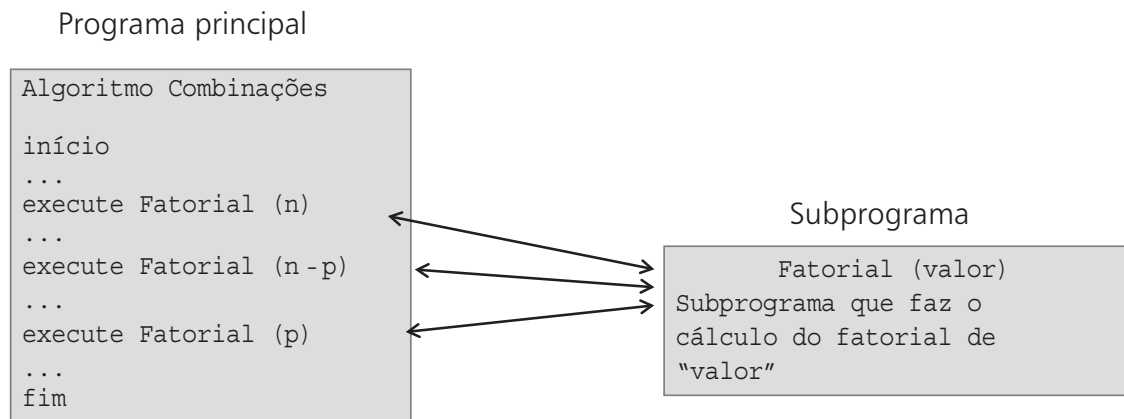 Programa principal
Algoritmo Combinações
início
...
execute Fatorial (n)
...
execute Fatorial (n-p)
...
execute Fatorial (p)
...
fim
Subprograma
Fatorial (valor)
Subprograma que faz o
cálculo do fatorial de
“valor”